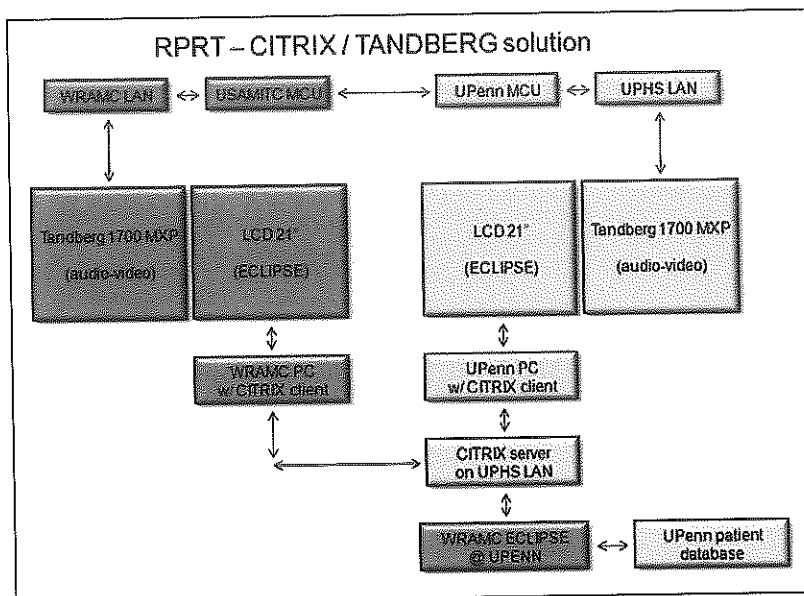 RPRT – CITRIX / TANDBERG solution
WRAMC LAN
USAMITC MCU
UPenn MCU
UPHS LAN
Tandberg 1700 MXP
(audio-video)
LCD 21"
(ECLIPSE)
LCD 21"
(ECLIPSE)
Tandberg 1700 MXP
(audio-video)
WRAMC PC
w/ CITRIX client
UPenn PC
w/ CITRIX client
CITRIX server
on UPHS LAN
WRAMC ECLIPSE
@ UPENN
UPenn patient
database